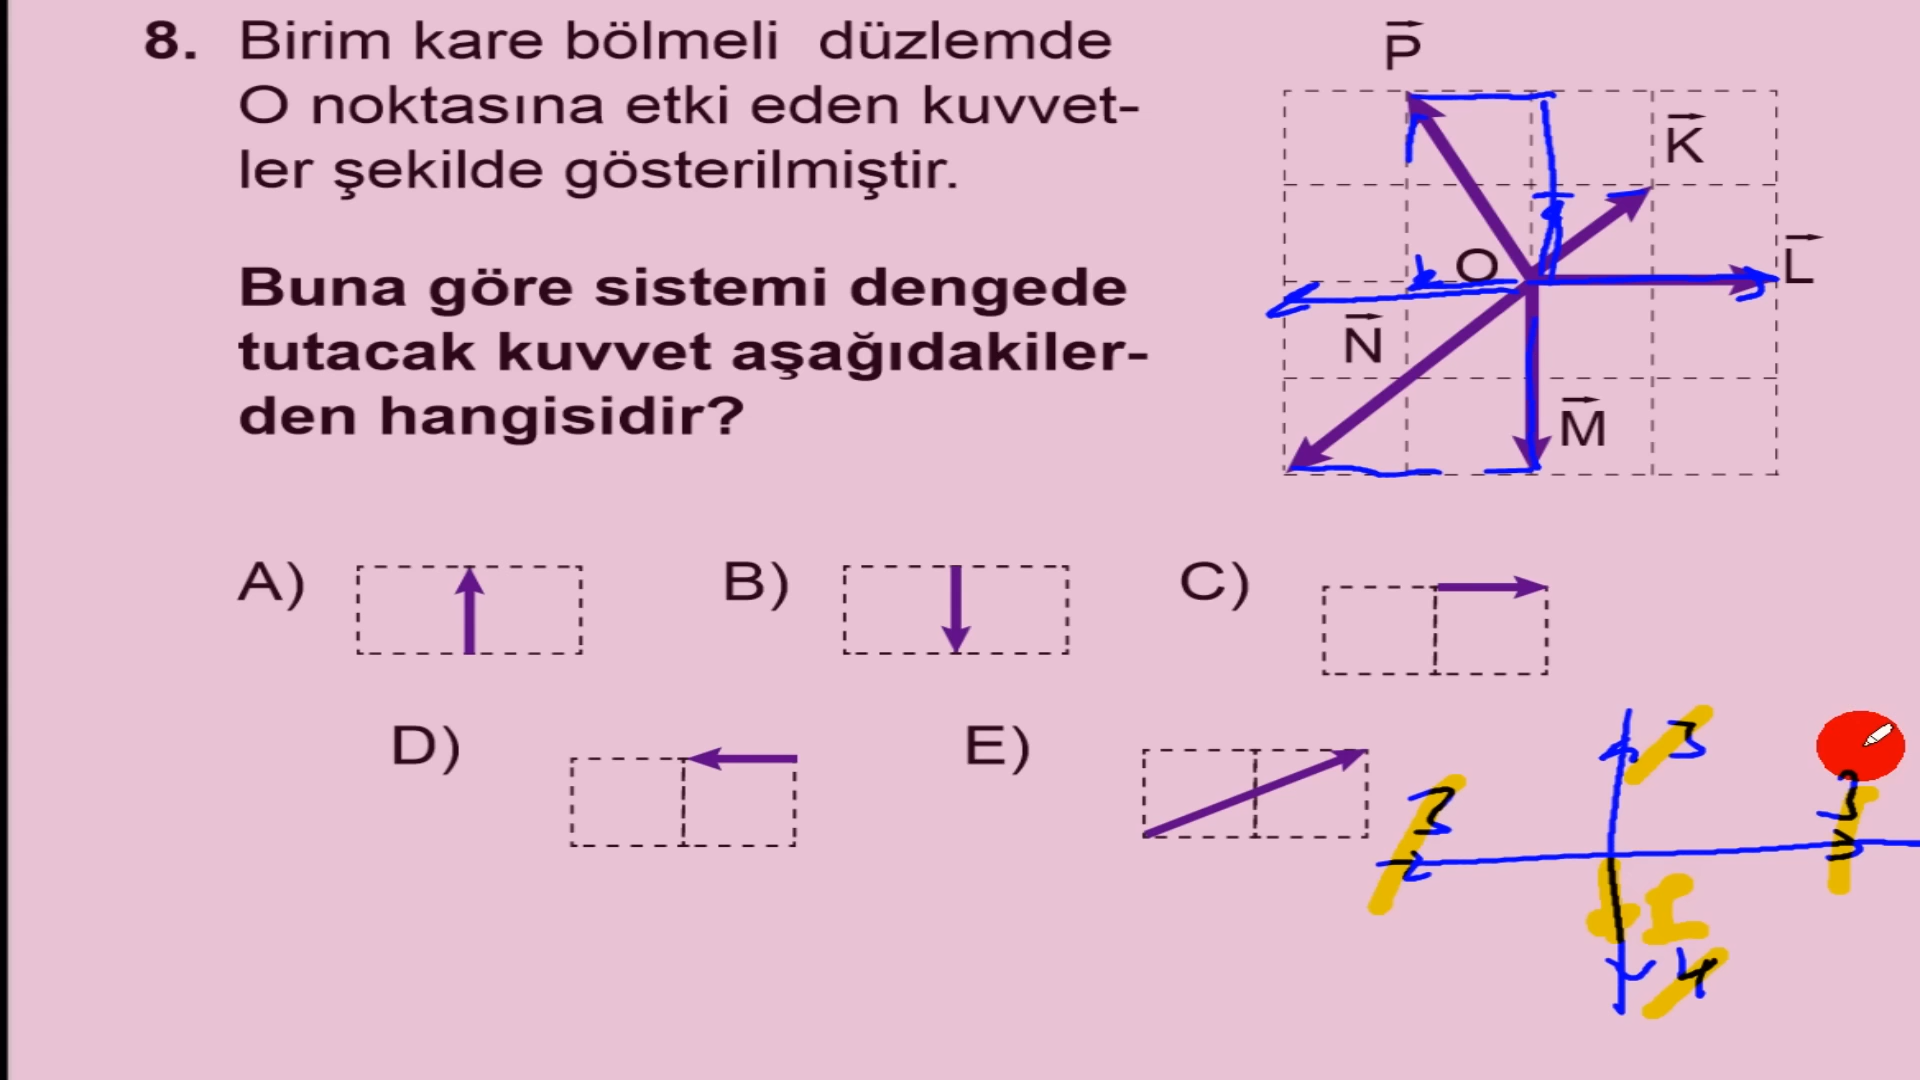 8. Birim kare bölmeli düzlemde
O noktasına etki eden kuvvet-
ler şekilde gösterilmiştir.
Buna göre sistemi dengede
tutacak kuvvet aşağıdakiler-
den hangisidir?
P
K
O
L
N
M
A)
B)
C)
D)
E)
3
3
3
4